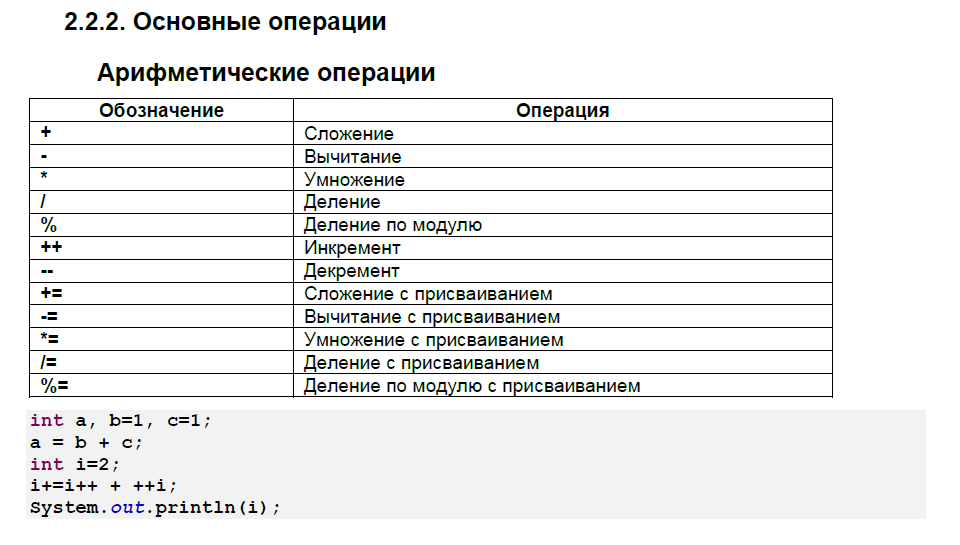 2.2.2. Основные операции
Арифметические операции
Обозначение Операция
+ Сложение
- Вычитание
* Умножение
/ Деление
% Деление по модулю
++ Инкремент
-- Декремент
+= Сложение с присваиванием
-= Вычитание с присваиванием
*= Умножение с присваиванием
/= Деление с присваиванием
%= Деление по модулю с присваиванием
int a, b=1, c=1;
a = b + c;
int i=2;
i+=i++ + ++i;
System.out.println(i);